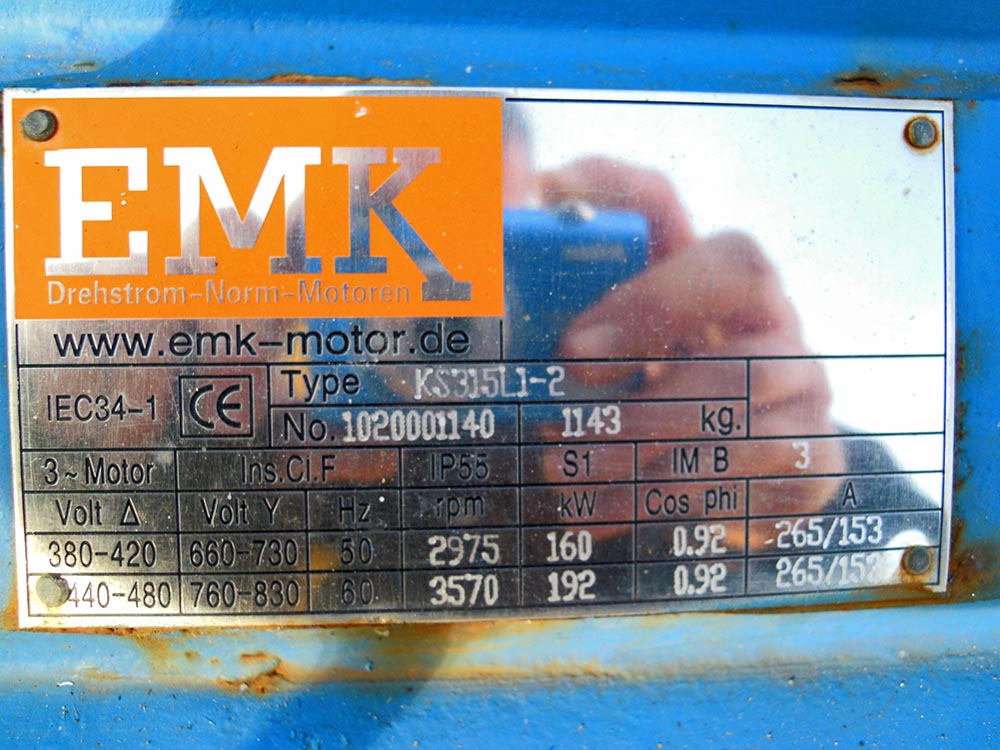 EMK
Drehstrom-Norm-Motoren
www.emk-motor.de
IEC34-1 CE Type KS315L1-2
No. 1020001140 1143 kg.
3~Motor Ins.Cl.F IP55 S1 IM B 3
Volt Δ Volt Y Hz rpm kW Cos phi A
380-420 660-730 50 2975 160 0.92 265/153
440-480 760-830 60 3570 192 0.92 265/153